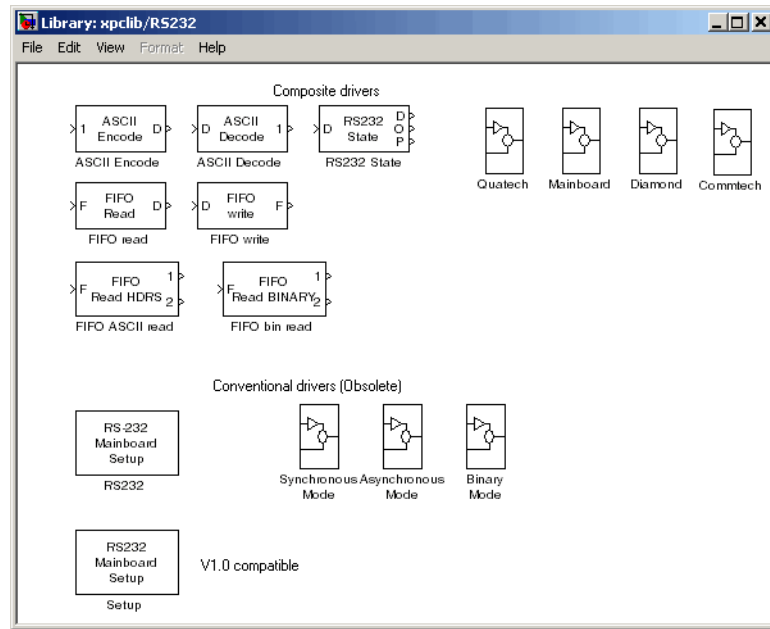 Library: xpclib/RS232
File Edit View Format Help
Composite drivers
1 ASCII Encode D
ASCII Encode
D ASCII Decode 1
ASCII Decode
D RS232 State D O P
RS232 State
Quatech
Mainboard
Diamond
Commtech
F FIFO Read D
FIFO read
D FIFO write F
FIFO write
F FIFO Read HDRS 1 2
FIFO ASCII read
F FIFO Read BINARY 1 2
FIFO bin read
Conventional drivers (Obsolete)
RS-232
Mainboard
Setup
RS232
Synchronous
Mode
Asynchronous
Mode
Binary
Mode
RS232
Mainboard
Setup
Setup
V1.0 compatible